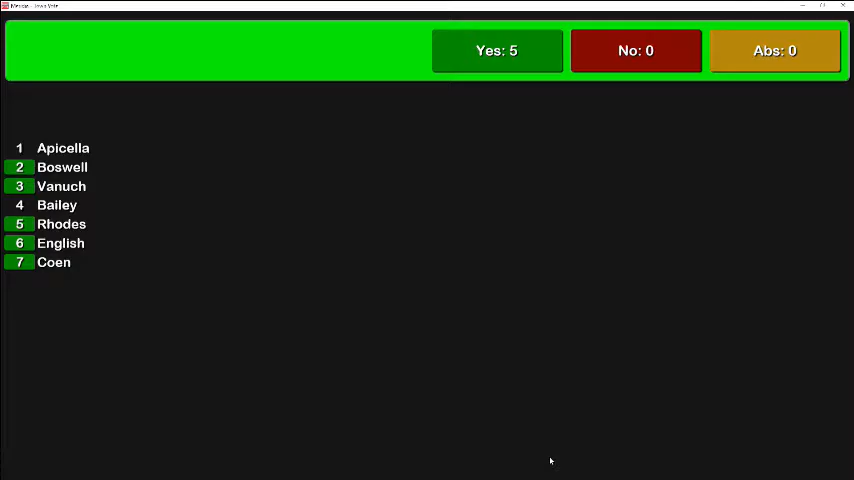 Yes: 5
No: 0
Abs: 0
1 Apicella
2 Boswell
3 Vanuch
4 Bailey
5 Rhodes
6 English
7 Coen